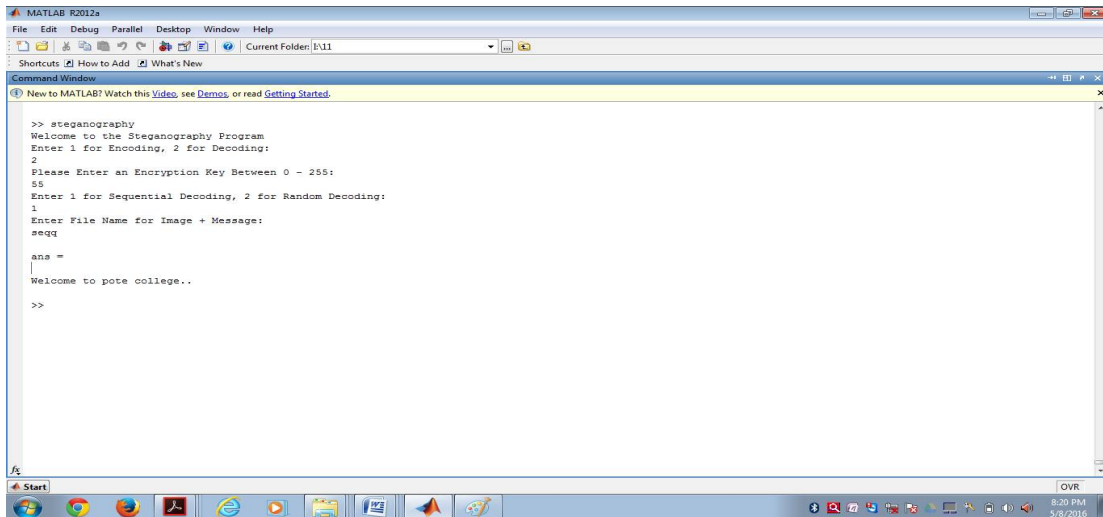 MATLAB R2012a
File Edit Debug Parallel Desktop Window Help
Current Folder: I:\11
Shortcuts How to Add What's New
Command Window
New to MATLAB? Watch this Video, see Demos, or read Getting Started.
>> steganography
Welcome to the Steganography Program
Enter 1 for Encoding, 2 for Decoding:
2
Please Enter an Encryption Key Between 0 - 255:
55
Enter 1 for Sequential Decoding, 2 for Random Decoding:
1
Enter File Name for Image + Message:
seqq
ans =
Welcome to pote college..
>>
fx
Start OVR
8:20 PM
5/8/2016